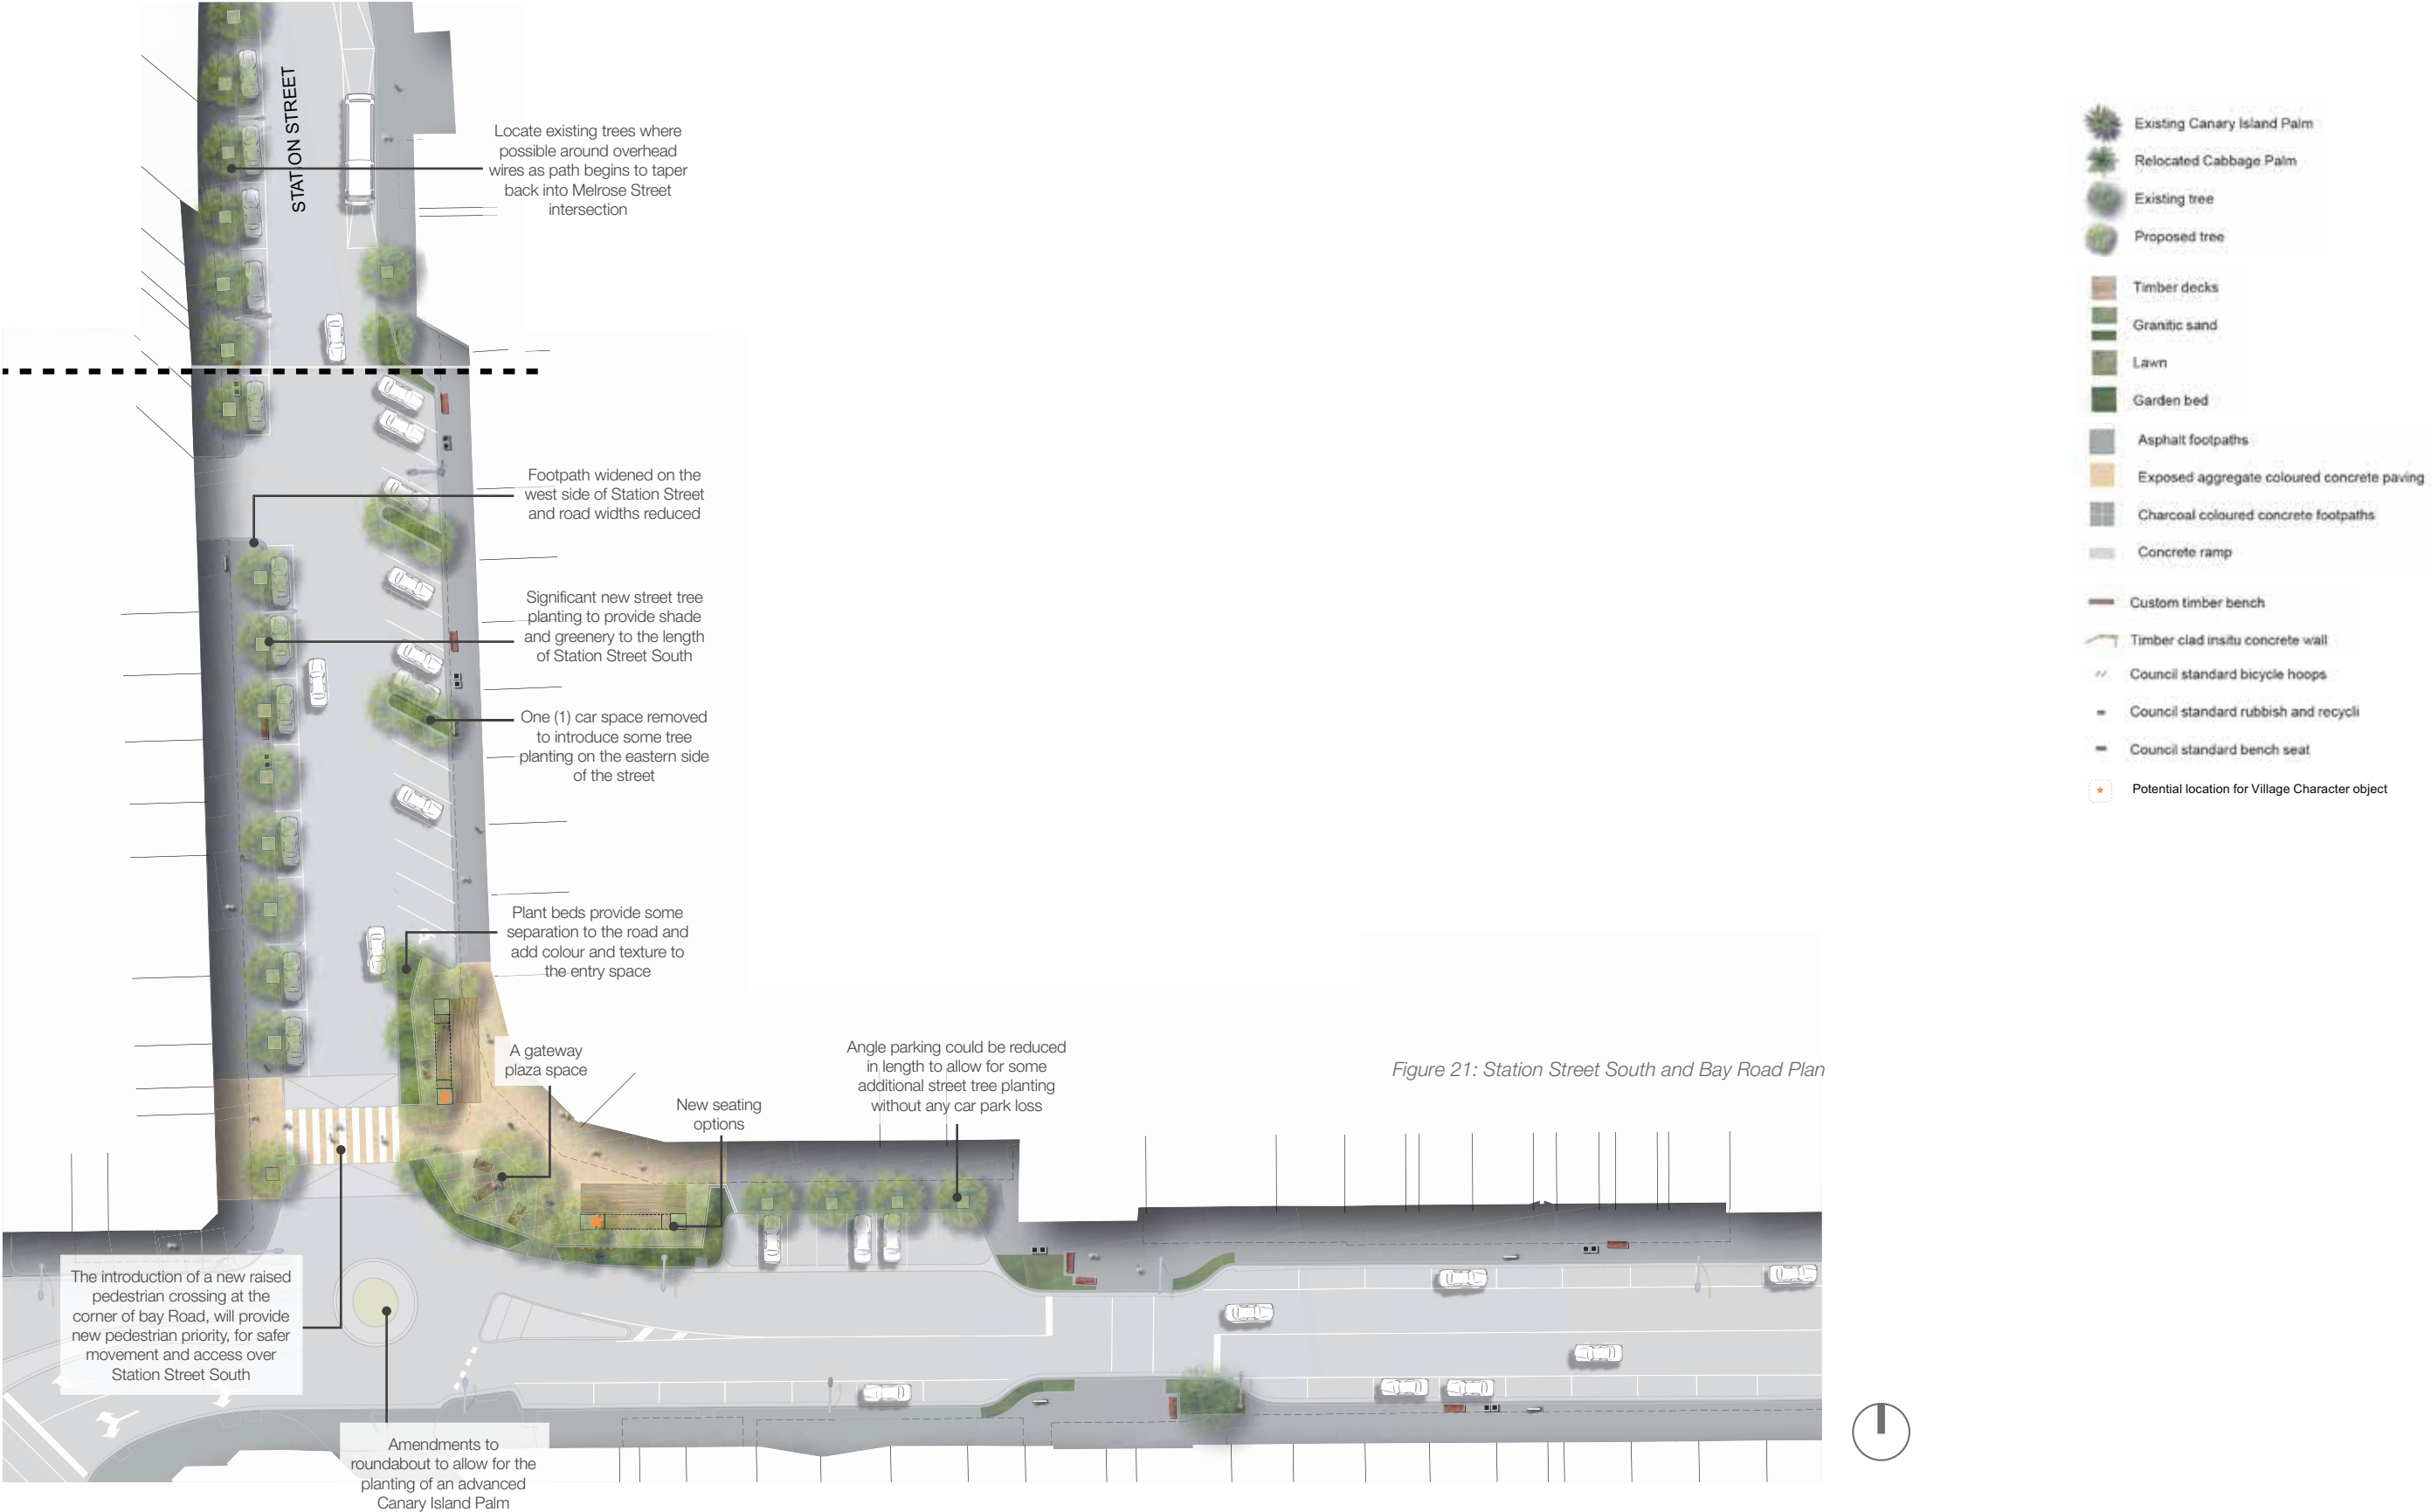 STATION STREET
Locate existing trees where
possible around overhead
wires as path begins to taper
back into Melrose Street
intersection
Footpath widened on the
west side of Station Street
and road widths reduced
Significant new street tree
planting to provide shade
and greenery to the length
of Station Street South
One (1) car space removed
to introduce some tree
planting on the eastern side
of the street
Plant beds provide some
separation to the road and
add colour and texture to
the entry space
A gateway
plaza space
New seating
options
Angle parking could be reduced
in length to allow for some
additional street tree planting
without any car park loss
Figure 21: Station Street South and Bay Road Plan
The introduction of a new raised
pedestrian crossing at the
corner of bay Road, will provide
new pedestrian priority, for safer
movement and access over
Station Street South
Amendments to
roundabout to allow for the
planting of an advanced
Canary Island Palm
Existing Canary Island Palm
Relocated Cabbage Palm
Existing tree
Proposed tree
Timber decks
Granitic sand
Lawn
Garden bed
Asphalt footpaths
Exposed aggregate coloured concrete paving
Charcoal coloured concrete footpaths
Concrete ramp
Custom timber bench
Timber clad insitu concrete wall
Council standard bicycle hoops
Council standard rubbish and recycli
Council standard bench seat
Potential location for Village Character object